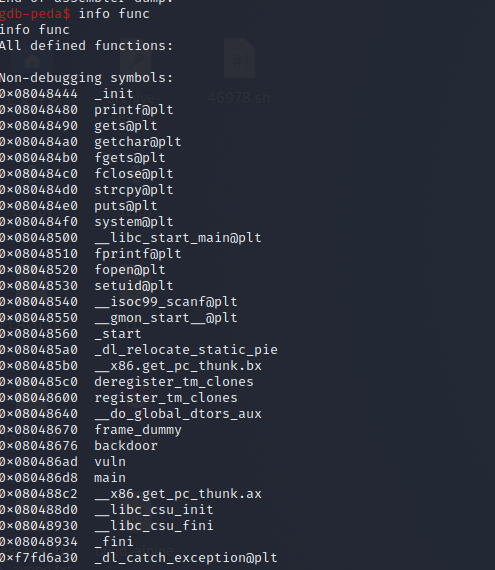 End of assembler dump.
gdb-peda$ info func
info func
All defined functions:
Non-debugging symbols:
0×08048444  _init
46978.sh
0×08048480  printf@plt
0×08048490  gets@plt
0×080484a0  getchar@plt
0×080484b0  fgets@plt
0×080484c0  fclose@plt
0×080484d0  strcpy@plt
0×080484e0  puts@plt
0×080484f0  system@plt
0×08048500  __libc_start_main@plt
0×08048510  fprintf@plt
0×08048520  fopen@plt
0×08048530  setuid@plt
0×08048540  __isoc99_scanf@plt
0×08048550  __gmon_start__@plt
0×08048560  _start
0×080485a0  _dl_relocate_static_pie
0×080485b0  __x86.get_pc_thunk.bx
0×080485c0  deregister_tm_clones
0×08048600  register_tm_clones
0×08048640  __do_global_dtors_aux
0×08048670  frame_dummy
0×08048676  backdoor
0×080486ad  vuln
0×080486d8  main
0×080488c2  __x86.get_pc_thunk.ax
0×080488d0  __libc_csu_init
0×08048930  __libc_csu_fini
0×08048934  _fini
0×f7fd6a30  _dl_catch_exception@plt